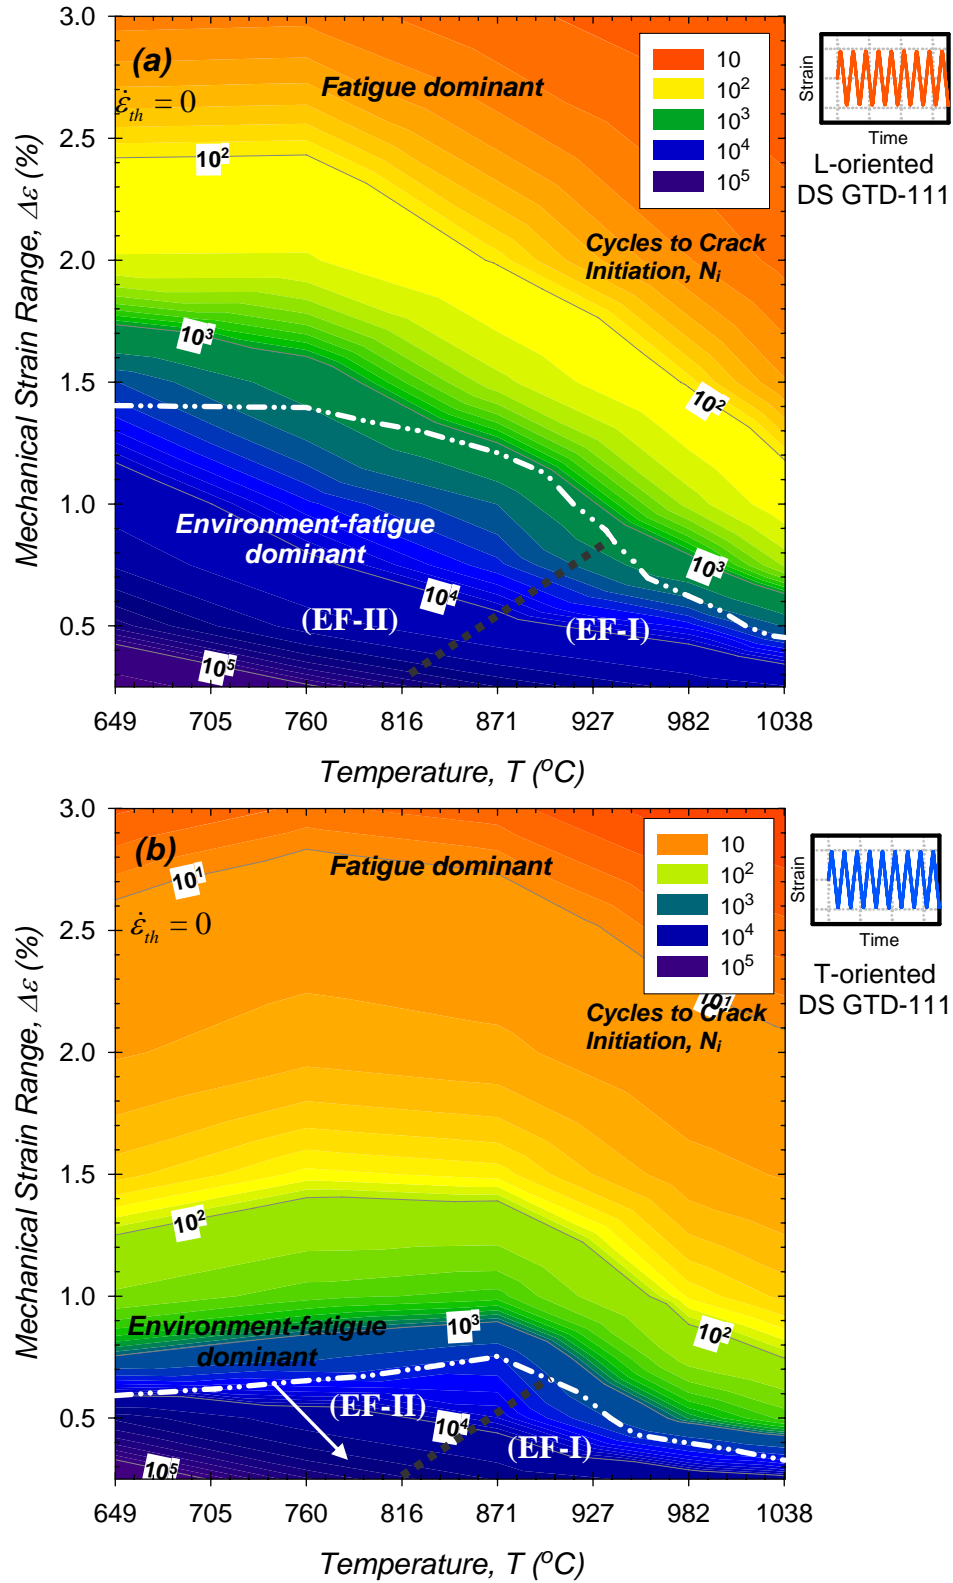 3.0
2.5
2.0
1.5
1.0
0.5
Mechanical Strain Range, Δε (%)
(a)
ε̇th = 0
Fatigue dominant
10
10²
10³
10⁴
10⁵
Cycles to Crack
Initiation, Nᵢ
10²
10³
10²
10³
Environment-fatigue
dominant
10⁴
(EF-II)
(EF-I)
10⁵
649 705 760 816 871 927 982 1038
Temperature, T (°C)
Strain
Time
L-oriented
DS GTD-111
3.0
2.5
2.0
1.5
1.0
0.5
Mechanical Strain Range, Δε (%)
(b)
Fatigue dominant
10¹
ε̇th = 0
10
10²
10³
10⁴
10⁵
10¹
Cycles to Crack
Initiation, Nᵢ
10²
10³
10²
Environment-fatigue
dominant
(EF-II)
10⁴
(EF-I)
10⁵
649 705 760 816 871 927 982 1038
Temperature, T (°C)
Strain
Time
T-oriented
DS GTD-111